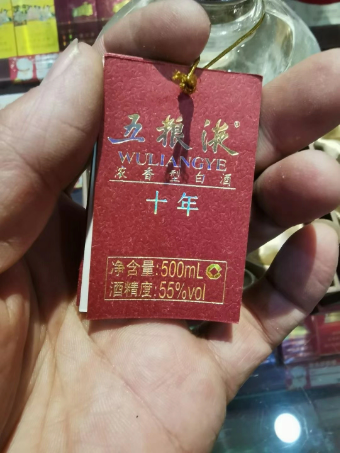 五粮液®
WULIANGYE
浓香型白酒
十年
净含量:500mL
酒精度:55%vol